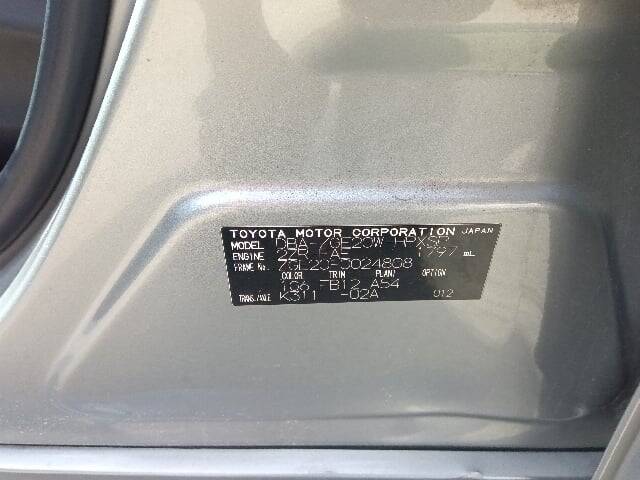 TOYOTA MOTOR CORPORATION JAPAN
MODEL DBA-ZGE20W-HPXSP
ENGINE 2ZR-FAE 1797 mL
FRAME No. ZGE20-0024808
COLOR TRIM PLANT
1G6 FB12 A54
TRANS./AXLE K311 -02A 012